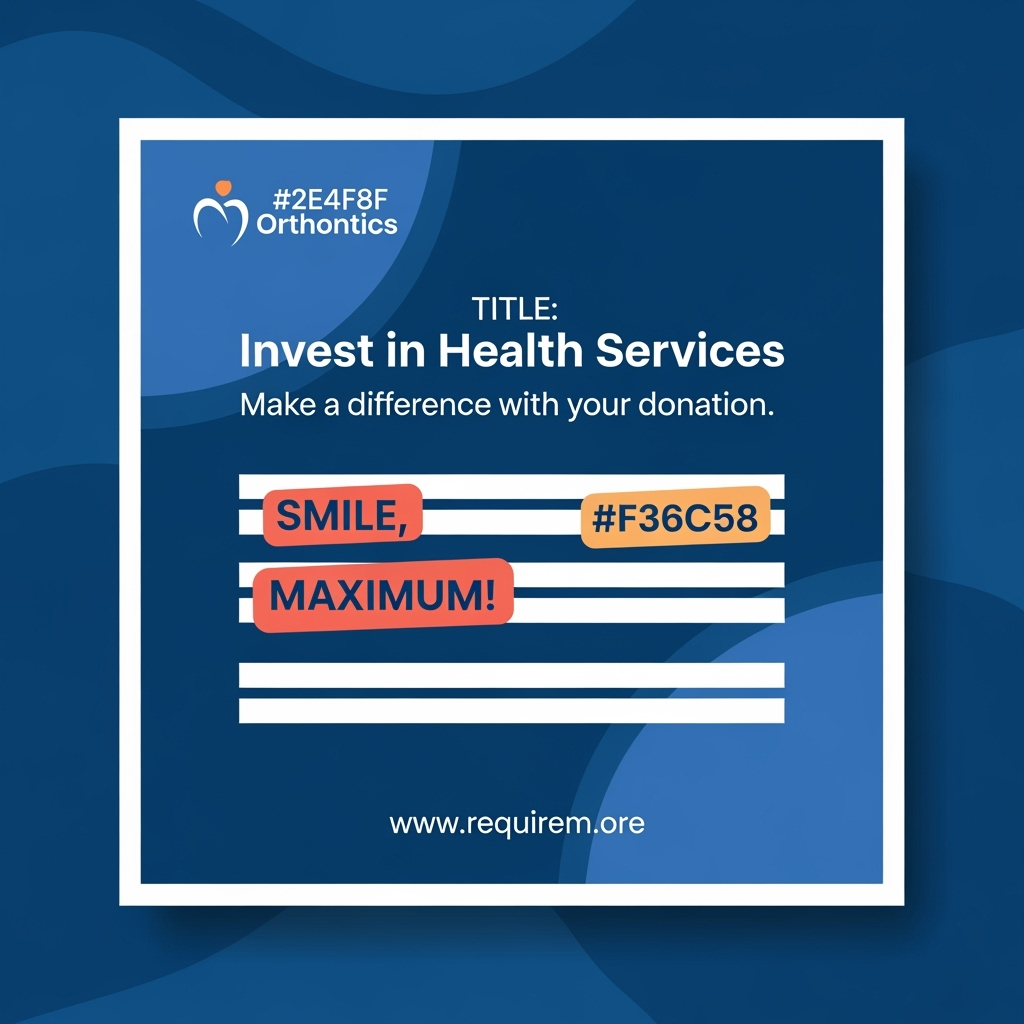 #2E4F8F
Orthontics
TITLE:
Invest in Health Services
Make a difference with your donation.
SMILE,
#F36C58
MAXIMUM!
www.requirem.ore